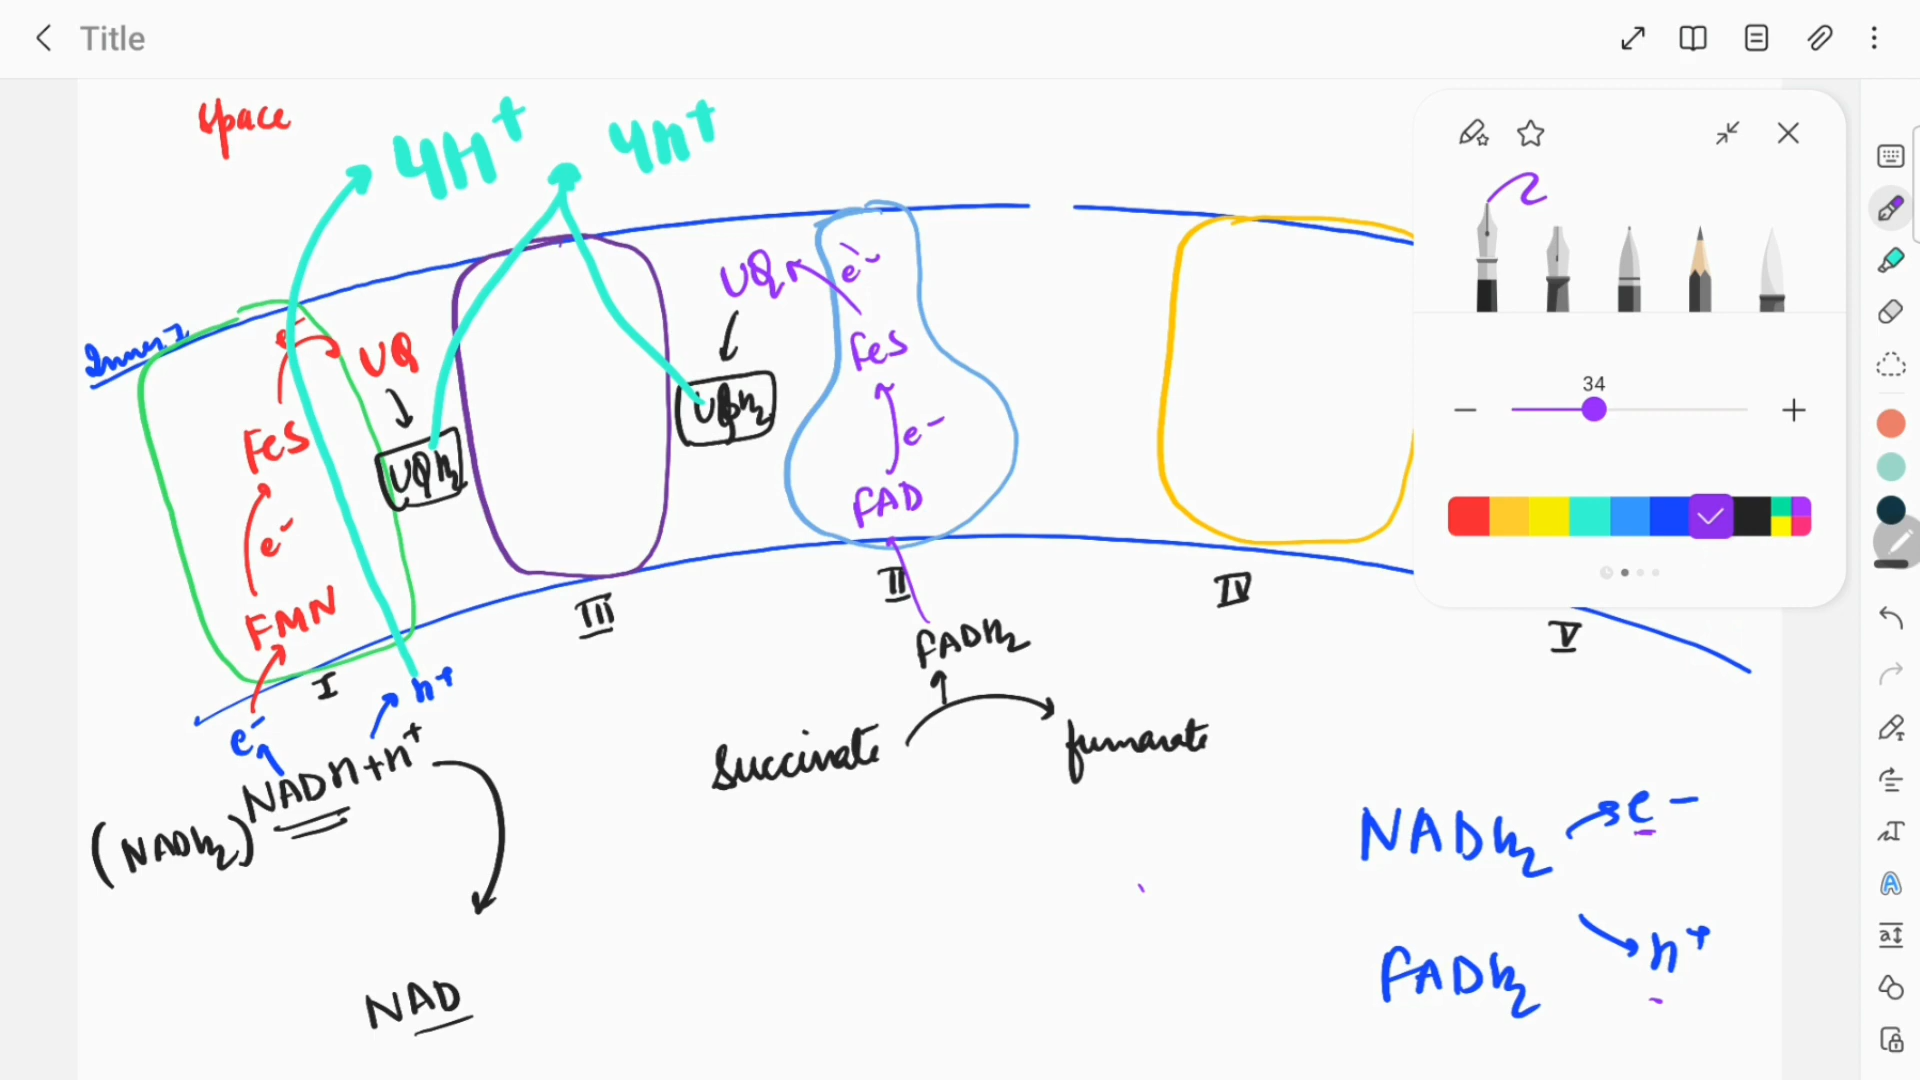 Title
Space
4H+
4H+
34
Inner
e-
UQ
UQ
e-
FeS
FeS
UQH2
UQH2
e-
e-
FAD
FMN
I
III
II
IV
V
H+
FADH2
e-
NADH+H+
(NADH2)
Succinate
fumarate
NADH2
e-
H+
FADH2
NAD